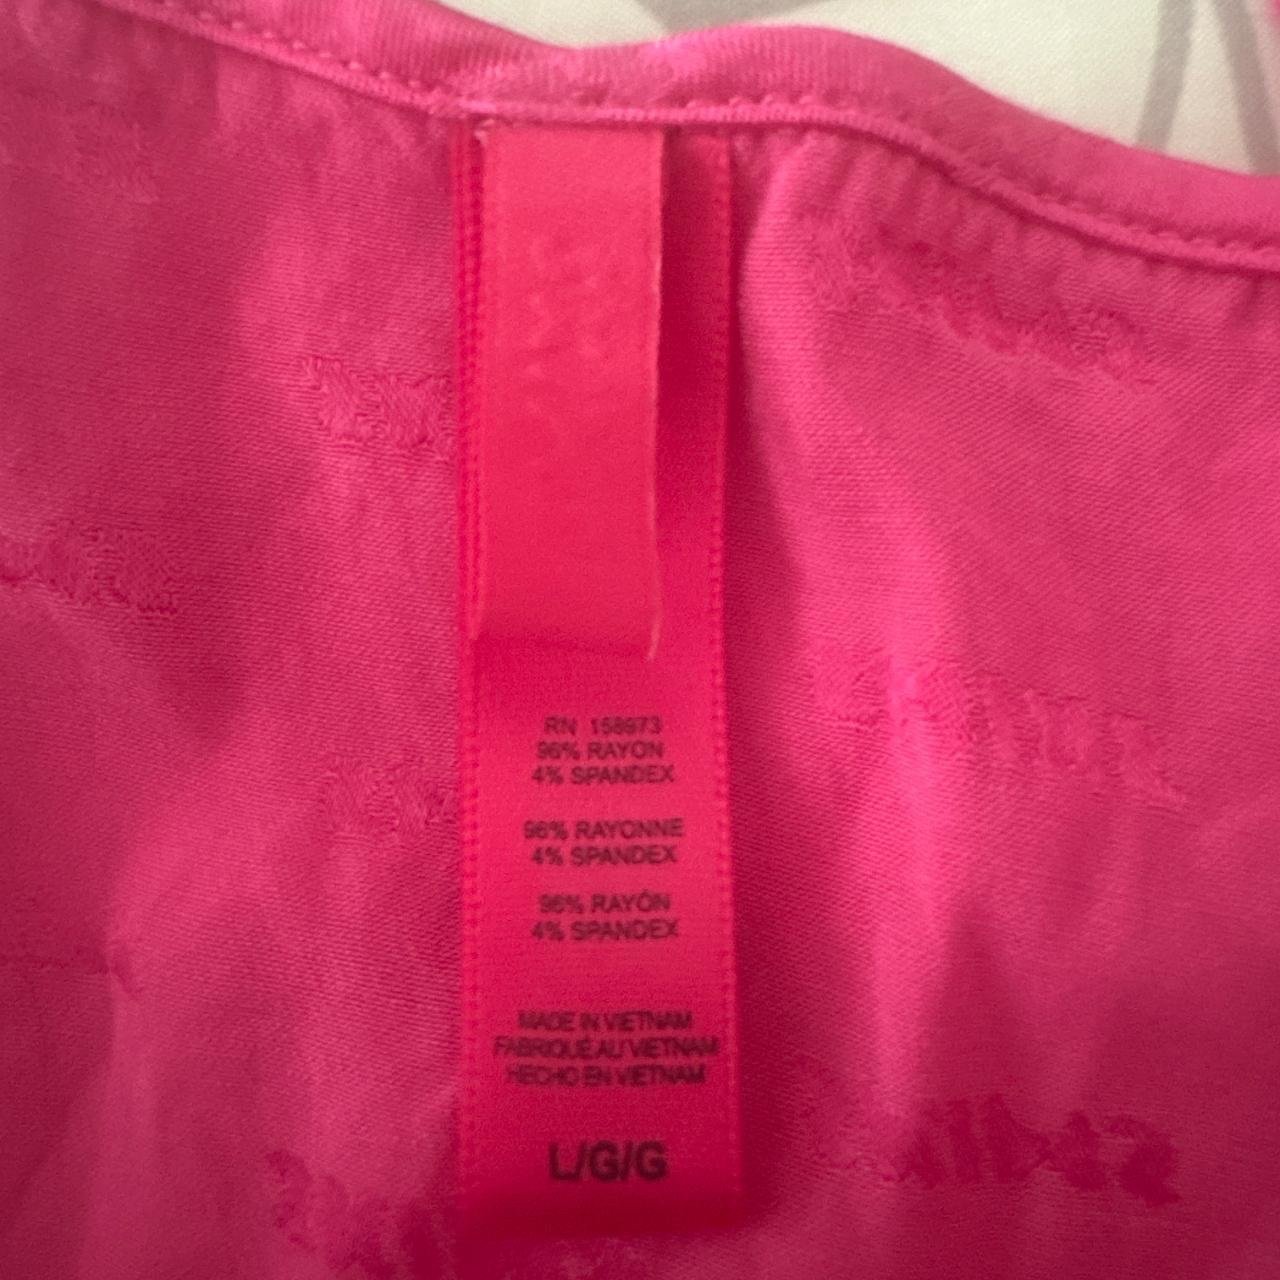 RN 158973
96% RAYON
4% SPANDEX
96% RAYONNE
4% SPANDEX
96% RAYÓN
4% SPANDEX
MADE IN VIETNAM
FABRIQUÉ AU VIETNAM
HECHO EN VIETNAM
L/G/G